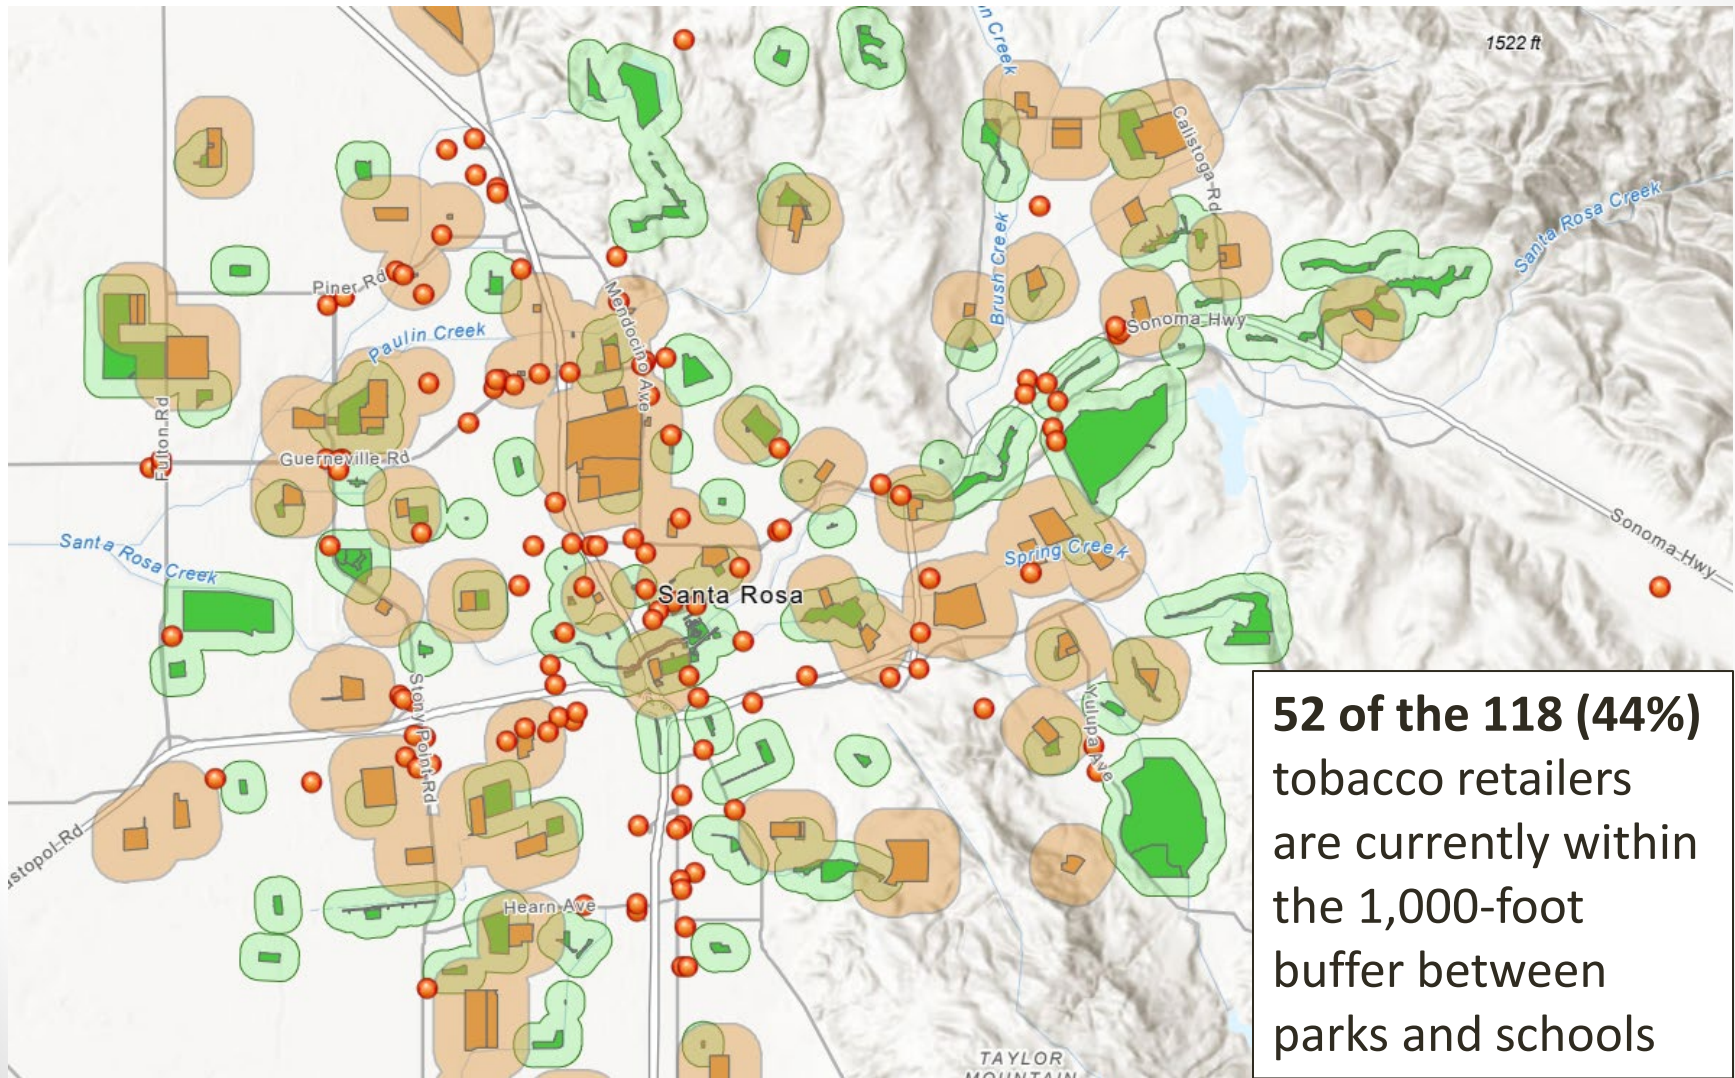 n Creek
1522 ft
Calistoga Rd
Santa Rosa Creek
Brush Creek
Piner Rd
Mendocino Ave
Sonoma Hwy
Paulin Creek
Fulton Rd
Guerneville Rd
Sonoma Hwy
Santa Rosa Creek
Spring Creek
Santa Rosa
Stony Point Rd
Yulupa Ave
52 of the 118 (44%)
tobacco retailers
are currently within
the 1,000-foot
buffer between
parks and schools
astopol Rd
Hearn Ave
TAYLOR
MOUNTAIN